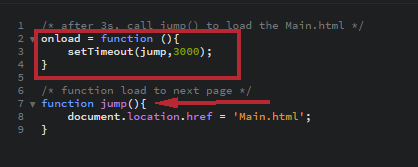 1 /* after 3s, call jump() to load the Main.html */
2 onload = function (){
3     setTimeout(jump,3000);
4 }
5
6 /* function load to next page */
7 function jump(){
8     document.location.href = 'Main.html';
9 }